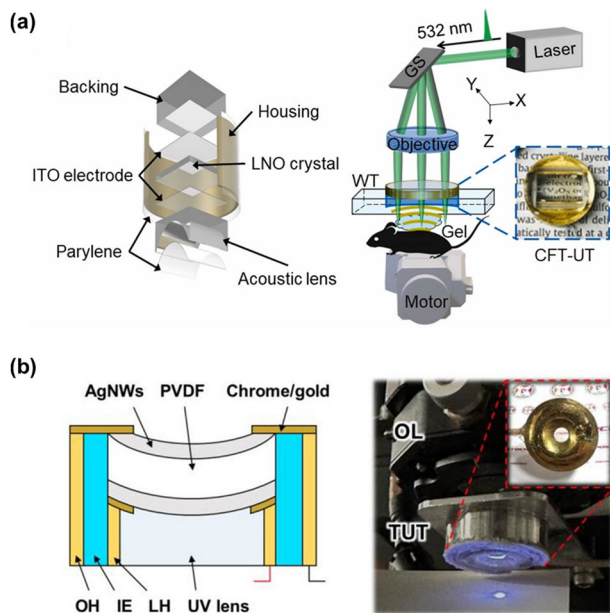 (a)
Backing
Housing
LNO crystal
ITO electrode
Parylene
Acoustic lens
532 nm
Laser
GS
Y
X
Z
Objective
WT
Gel
Motor
CFT-UT
(b)
AgNWs PVDF Chrome/gold
OH IE LH UV lens
OL
TUT